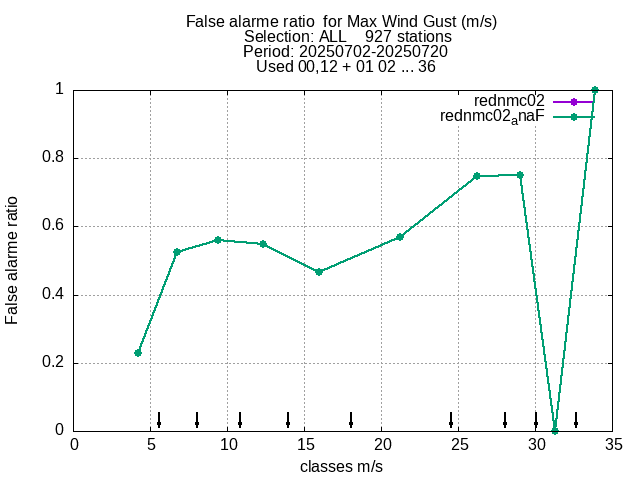 False alarme ratio  for Max Wind Gust (m/s)
Selection: ALL    927 stations
Period: 20250702-20250720
Used 00,12 + 01 02 ... 36
rednmc02
rednmc02anaF
1
0.8
0.6
0.4
0.2
0
False alarme ratio
0 5 10 15 20 25 30 35
classes m/s